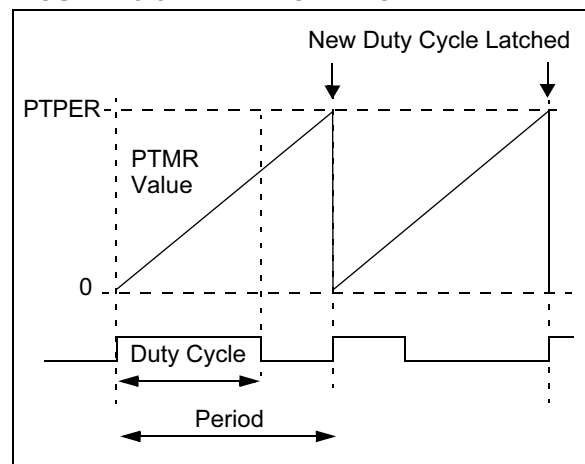 New Duty Cycle Latched
PTPER
PTMR
Value
0
Duty Cycle
Period